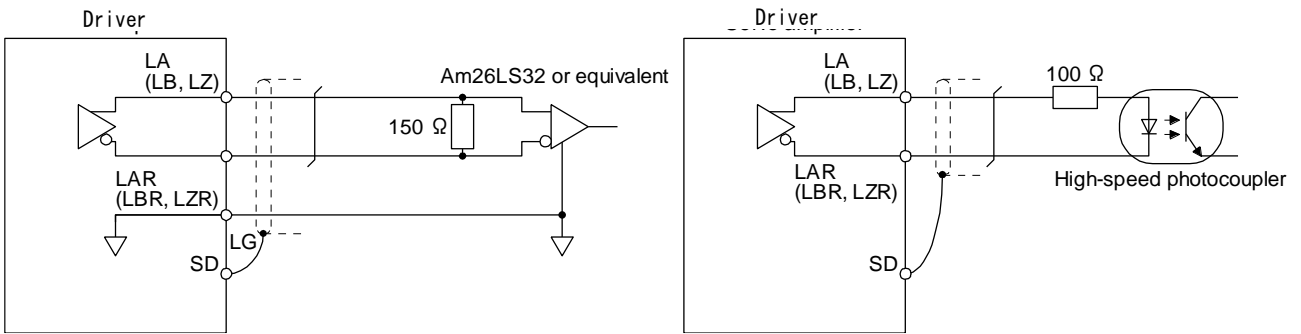 Driver
LA
(LB, LZ)
Am26LS32 or equivalent
150 Ω
LAR
(LBR, LZR)
LG
SD
Driver
LA
(LB, LZ)
100 Ω
LAR
(LBR, LZR)
High-speed photocoupler
SD